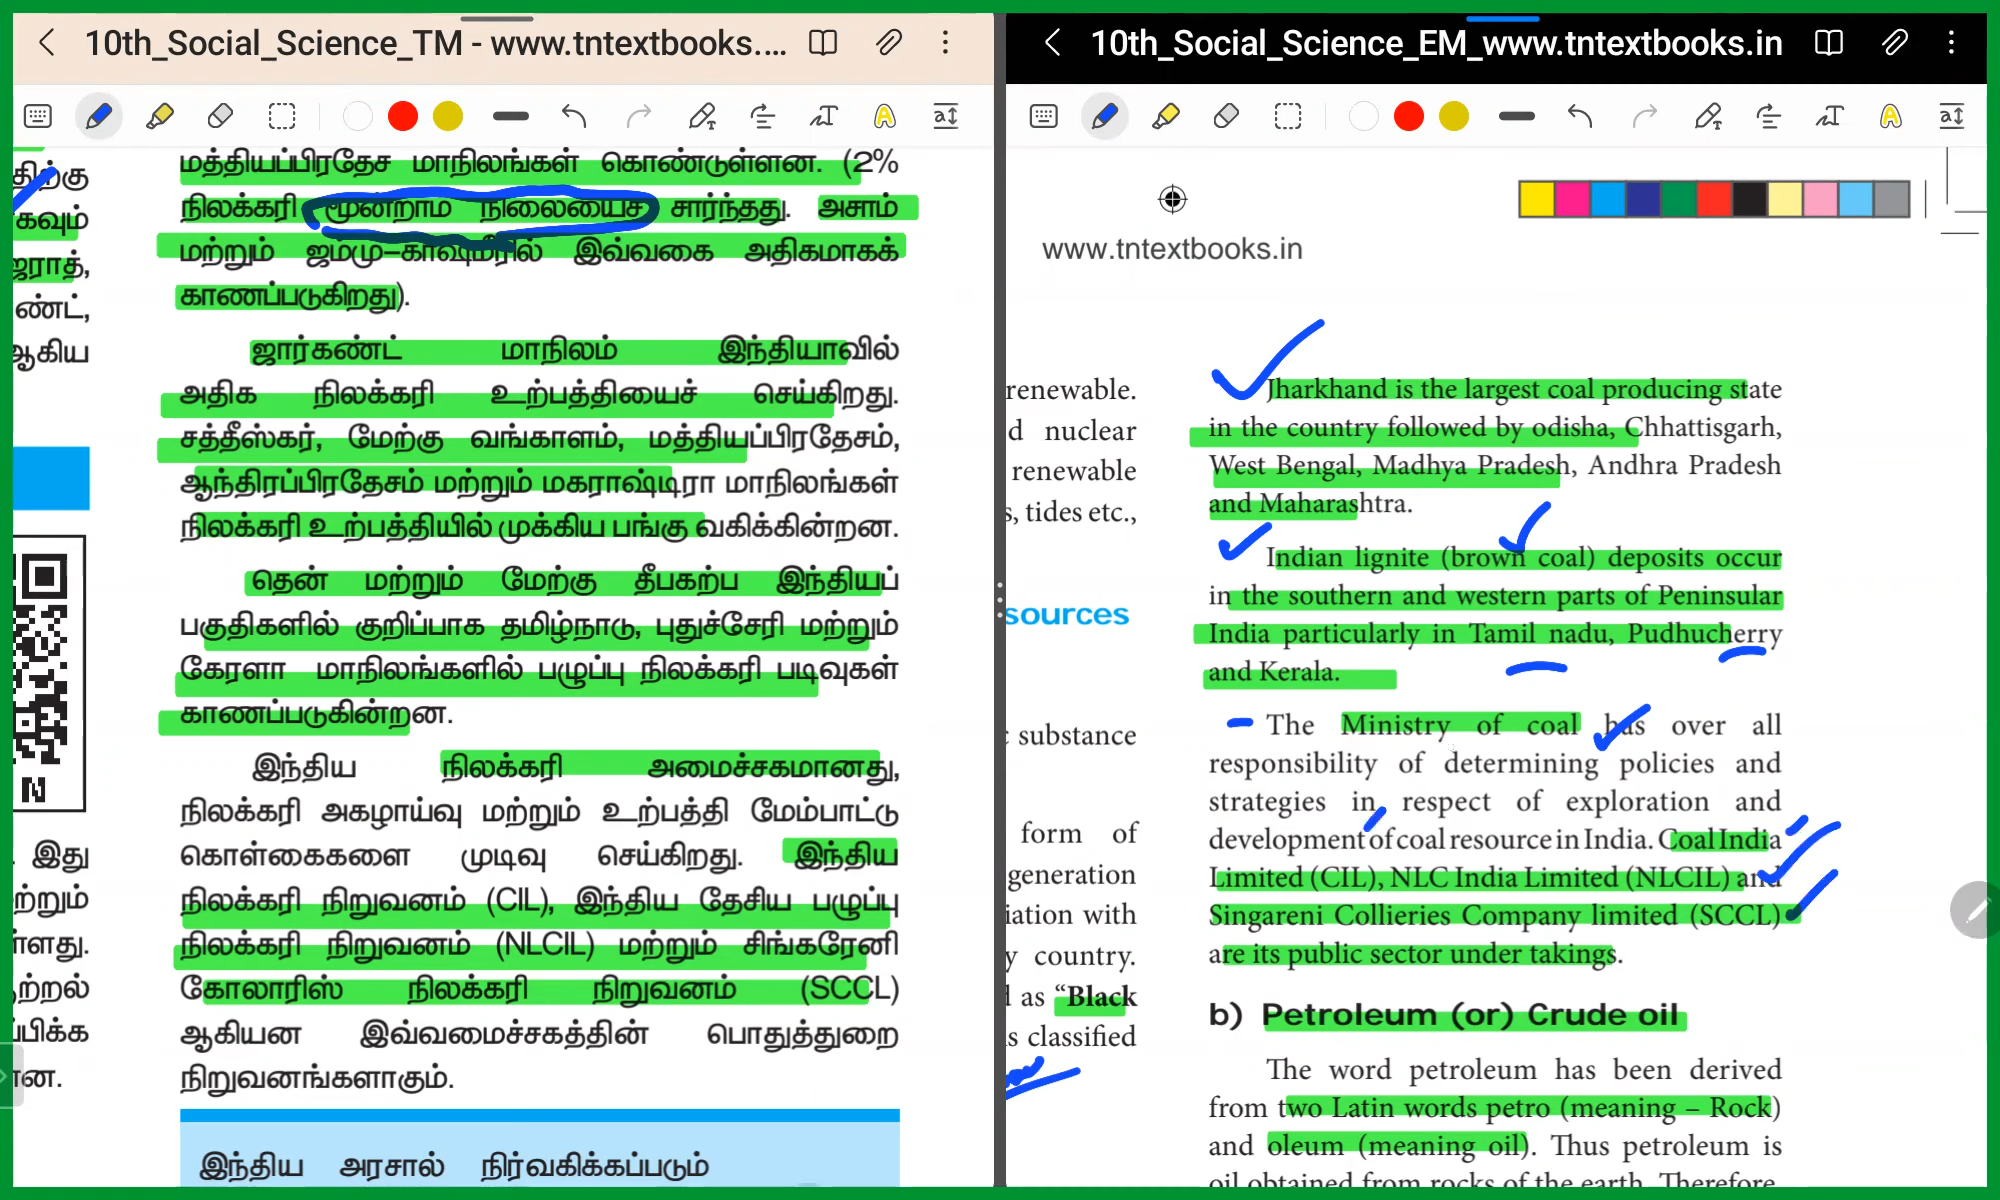 10th_Social_Science_TM - www.tntextbooks....
மத்தியப்பிரதேச மாநிலங்கள் கொண்டுள்ளன. (2%
நிலக்கரி மூன்றாம் நிலையைச் சார்ந்தது. அசாம்
மற்றும் ஜம்மு–காஷ்மீரில் இவ்வகை அதிகமாகக்
காணப்படுகிறது).
ஜார்கண்ட் மாநிலம் இந்தியாவில்
அதிக நிலக்கரி உற்பத்தியைச் செய்கிறது.
சத்தீஸ்கர், மேற்கு வங்காளம், மத்தியப்பிரதேசம்,
ஆந்திரப்பிரதேசம் மற்றும் மகராஷ்டிரா மாநிலங்கள்
நிலக்கரி உற்பத்தியில் முக்கிய பங்கு வகிக்கின்றன.
தென் மற்றும் மேற்கு தீபகற்ப இந்தியப்
பகுதிகளில் குறிப்பாக தமிழ்நாடு, புதுச்சேரி மற்றும்
கேரளா மாநிலங்களில் பழுப்பு நிலக்கரி படிவுகள்
காணப்படுகின்றன.
இந்திய நிலக்கரி அமைச்சகமானது,
நிலக்கரி அகழாய்வு மற்றும் உற்பத்தி மேம்பாட்டு
கொள்கைகளை முடிவு செய்கிறது. இந்திய
நிலக்கரி நிறுவனம் (CIL), இந்திய தேசிய பழுப்பு
நிலக்கரி நிறுவனம் (NLCIL) மற்றும் சிங்கரேனி
கோலாரிஸ் நிலக்கரி நிறுவனம் (SCCL)
ஆகியன இவ்வமைச்சகத்தின் பொதுத்துறை
நிறுவனங்களாகும்.
இந்திய அரசால் நிர்வகிக்கப்படும்
ஆகிய
இது
10th_Social_Science_EM_www.tntextbooks.in
www.tntextbooks.in
renewable.
nuclear
renewable
tides etc.,
sources
substance
form of
generation
with
country.
as “Black
classified
Jharkhand is the largest coal producing state
in the country followed by odisha, Chhattisgarh,
West Bengal, Madhya Pradesh, Andhra Pradesh
and Maharashtra.
Indian lignite (brown coal) deposits occur
in the southern and western parts of Peninsular
India particularly in Tamil nadu, Pudhucherry
and Kerala.
The Ministry of coal has over all
responsibility of determining policies and
strategies in respect of exploration and
development of coal resource in India. Coal India
Limited (CIL), NLC India Limited (NLCIL) and
Singareni Collieries Company limited (SCCL)
are its public sector under takings.
b) Petroleum (or) Crude oil
The word petroleum has been derived
from two Latin words petro (meaning – Rock)
and oleum (meaning oil). Thus petroleum is
oil obtained from rocks of the earth. Therefore,